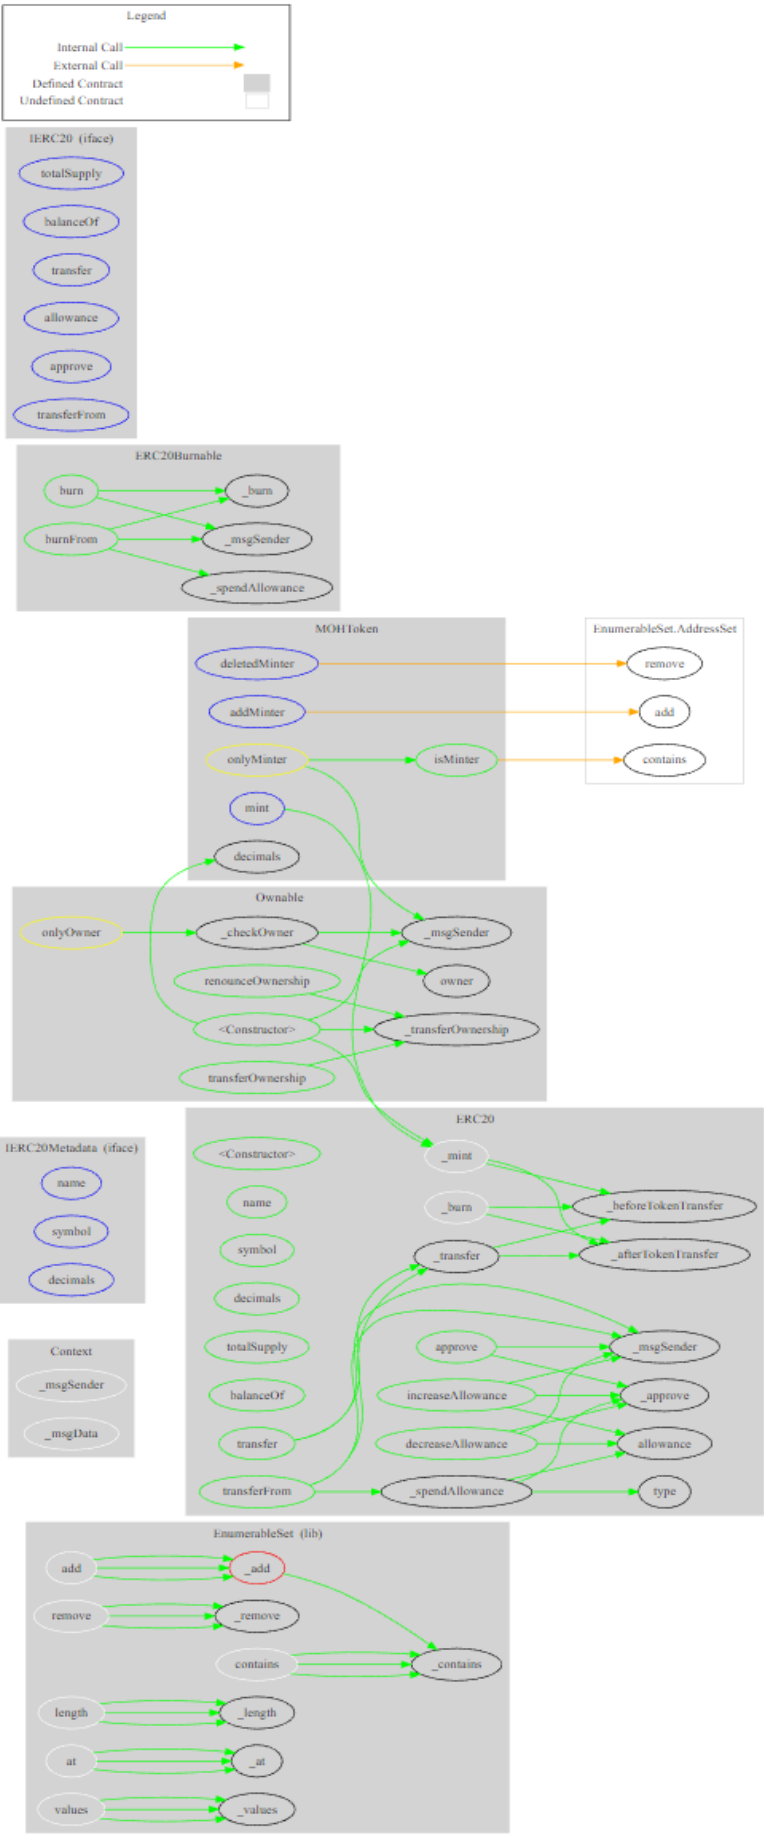 Legend
Internal Call
External Call
Defined Contract
Undefined Contract
IERC20 (iface)
totalSupply
balanceOf
transfer
allowance
approve
transferFrom
ERC20Burnable
burn
_burn
burnFrom
_msgSender
_spendAllowance
MOHToken
EnumerableSet.AddressSet
deletedMinter
remove
addMinter
add
onlyMinter
isMinter
contains
mint
decimals
Ownable
onlyOwner
_checkOwner
_msgSender
renounceOwnership
owner
<Constructor>
_transferOwnership
transferOwnership
ERC20
IERC20Metadata (iface)
<Constructor>
_mint
name
name
_burn
_beforeTokenTransfer
symbol
symbol
_transfer
_afterTokenTransfer
decimals
decimals
Context
totalSupply
approve
_msgSender
_msgSender
balanceOf
increaseAllowance
_approve
_msgData
transfer
decreaseAllowance
allowance
transferFrom
_spendAllowance
type
EnumerableSet (lib)
add
_add
remove
_remove
contains
_contains
length
_length
at
_at
values
_values